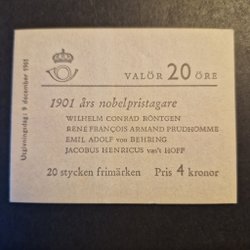 VALÖR 20 ÖRE
1901 års nobelpristagare
WILHELM CONRAD RÖNTGEN
RENÉ FRANÇOIS ARMAND PRUDHOMME
EMIL ADOLF von BEHRING
JACOBUS HENRICUS van't HOFF
20 stycken frimärken Pris 4 kronor
Utgivningsdag: 9 december 1961